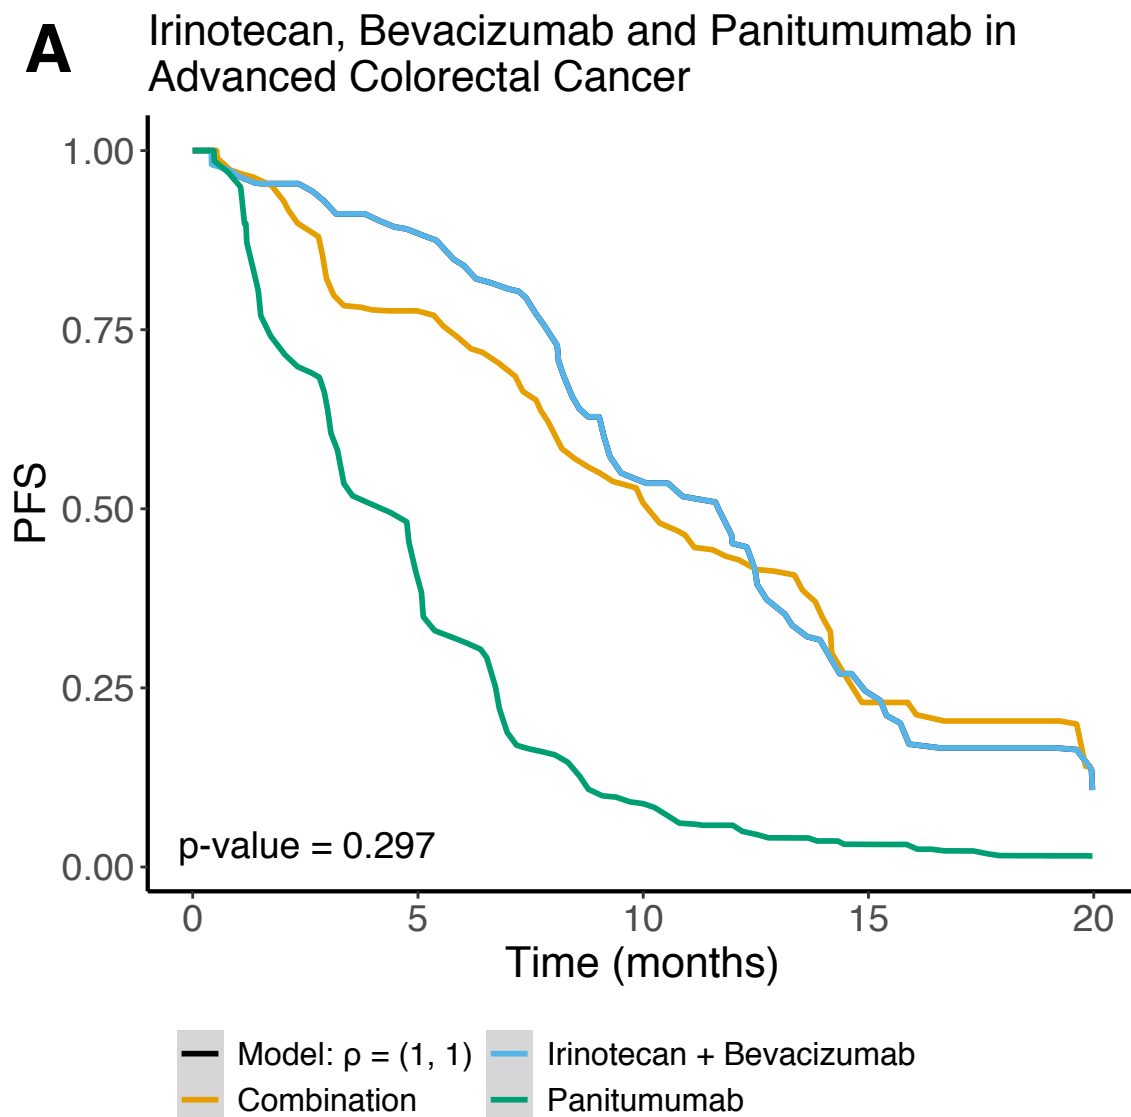 A
Irinotecan, Bevacizumab and Panitumumab in
Advanced Colorectal Cancer
PFS
1.00
0.75
0.50
0.25
0.00
p-value = 0.297
0 5 10 15 20
Time (months)
Model: ρ = (1, 1) Irinotecan + Bevacizumab
Combination Panitumumab